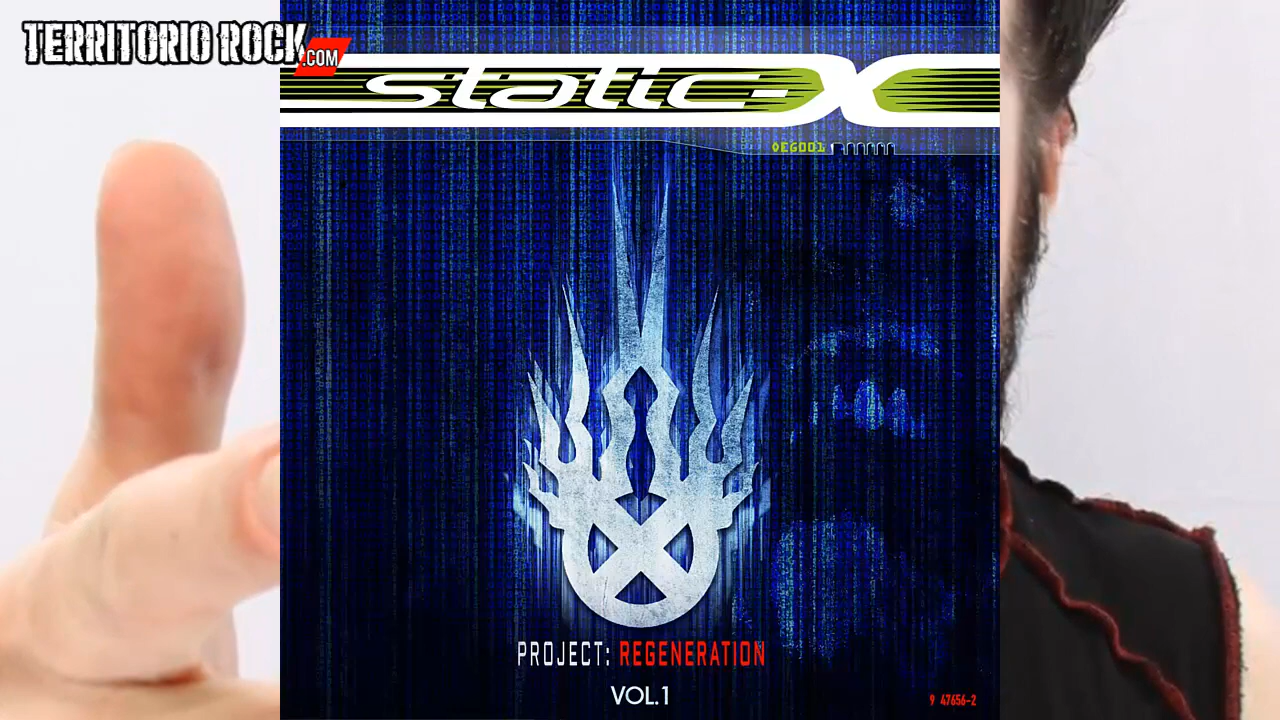 TERRITORIO ROCK
.COM
static-X
OEG001
PROJECT: REGENERATION
VOL.1
9 47656-2